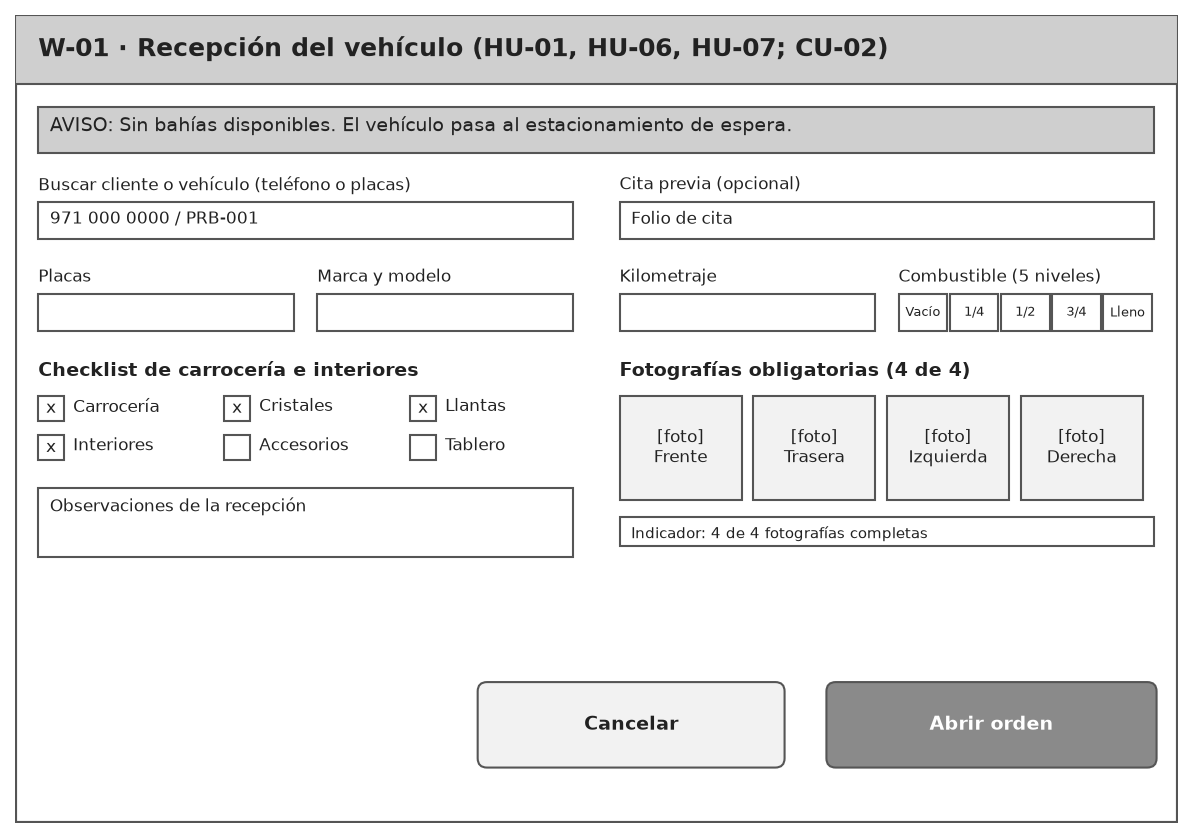 W-01 · Recepción del vehículo (HU-01, HU-06, HU-07; CU-02)
AVISO: Sin bahías disponibles. El vehículo pasa al estacionamiento de espera.
Buscar cliente o vehículo (teléfono o placas)
971 000 0000 / PRB-001
Cita previa (opcional)
Folio de cita
Placas
Marca y modelo
Kilometraje
Combustible (5 niveles)
Vacío
1/4
1/2
3/4
Lleno
Checklist de carrocería e interiores
x Carrocería
x Cristales
x Llantas
x Interiores
Accesorios
Tablero
Observaciones de la recepción
Fotografías obligatorias (4 de 4)
[foto]
Frente
[foto]
Trasera
[foto]
Izquierda
[foto]
Derecha
Indicador: 4 de 4 fotografías completas
Cancelar
Abrir orden